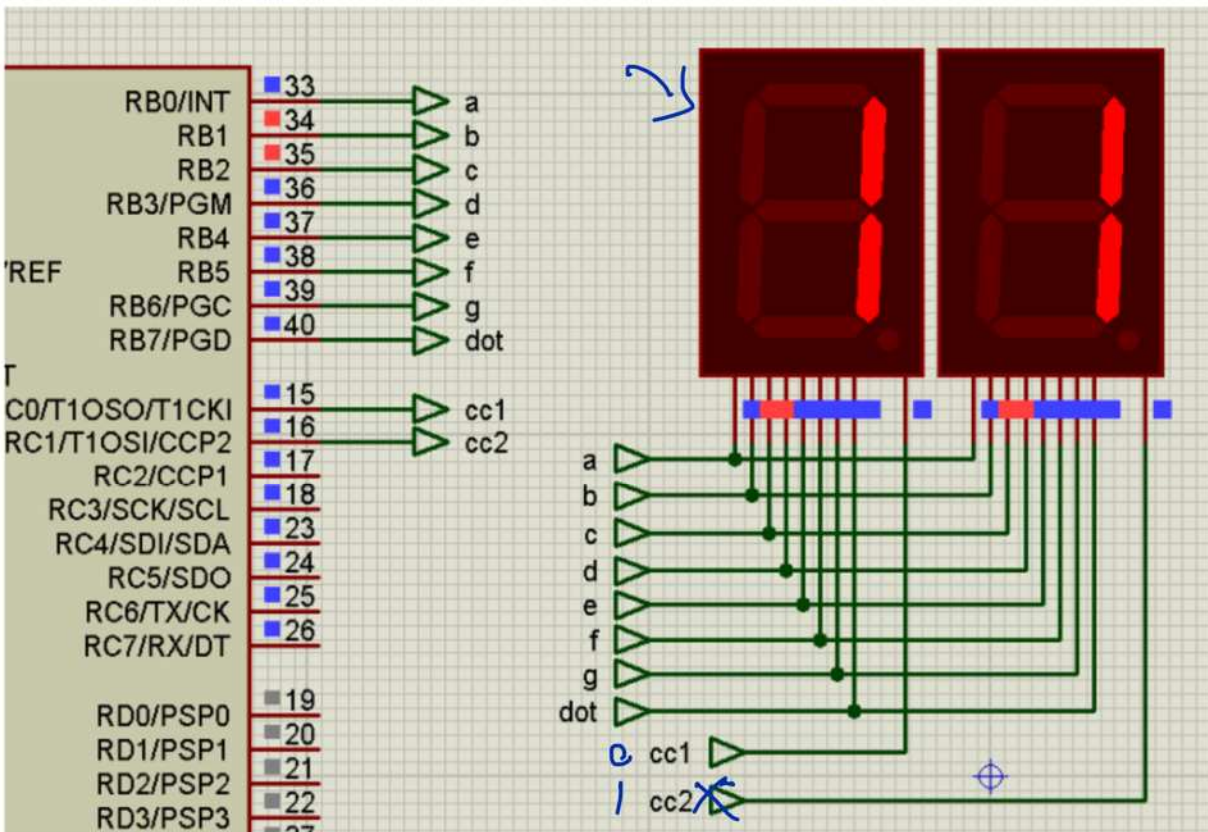 33
RB0/INT
a
34
RB1
b
35
RB2
c
36
RB3/PGM
d
37
RB4
e
38
/REF
RB5
f
39
RB6/PGC
g
40
RB7/PGD
dot
T
15
C0/T1OSO/T1CKI
cc1
16
RC1/T1OSI/CCP2
cc2
17
RC2/CCP1
18
RC3/SCK/SCL
23
RC4/SDI/SDA
24
RC5/SDO
25
RC6/TX/CK
26
RC7/RX/DT
19
RD0/PSP0
20
RD1/PSP1
21
RD2/PSP2
22
RD3/PSP3
1 1
a
b
c
d
e
f
g
dot
0 cc1
1 cc2